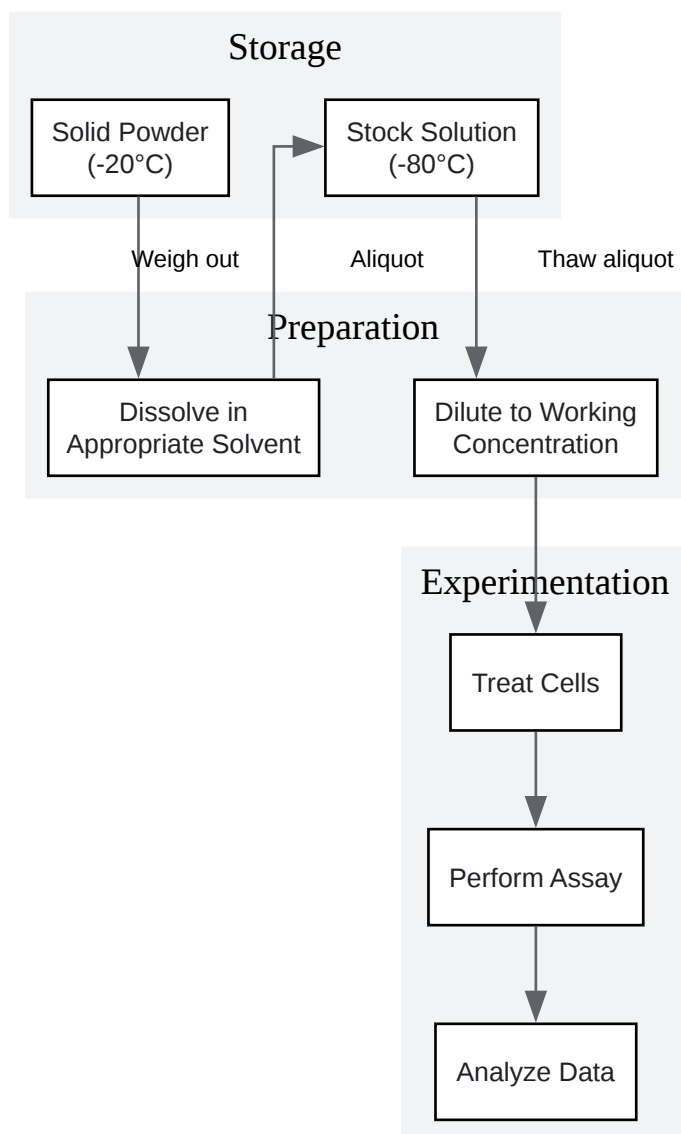 Storage
Solid Powder
(-20°C)
Stock Solution
(-80°C)
Weigh out
Aliquot
Thaw aliquot
Preparation
Dissolve in
Appropriate Solvent
Dilute to Working
Concentration
Experimentation
Treat Cells
Perform Assay
Analyze Data